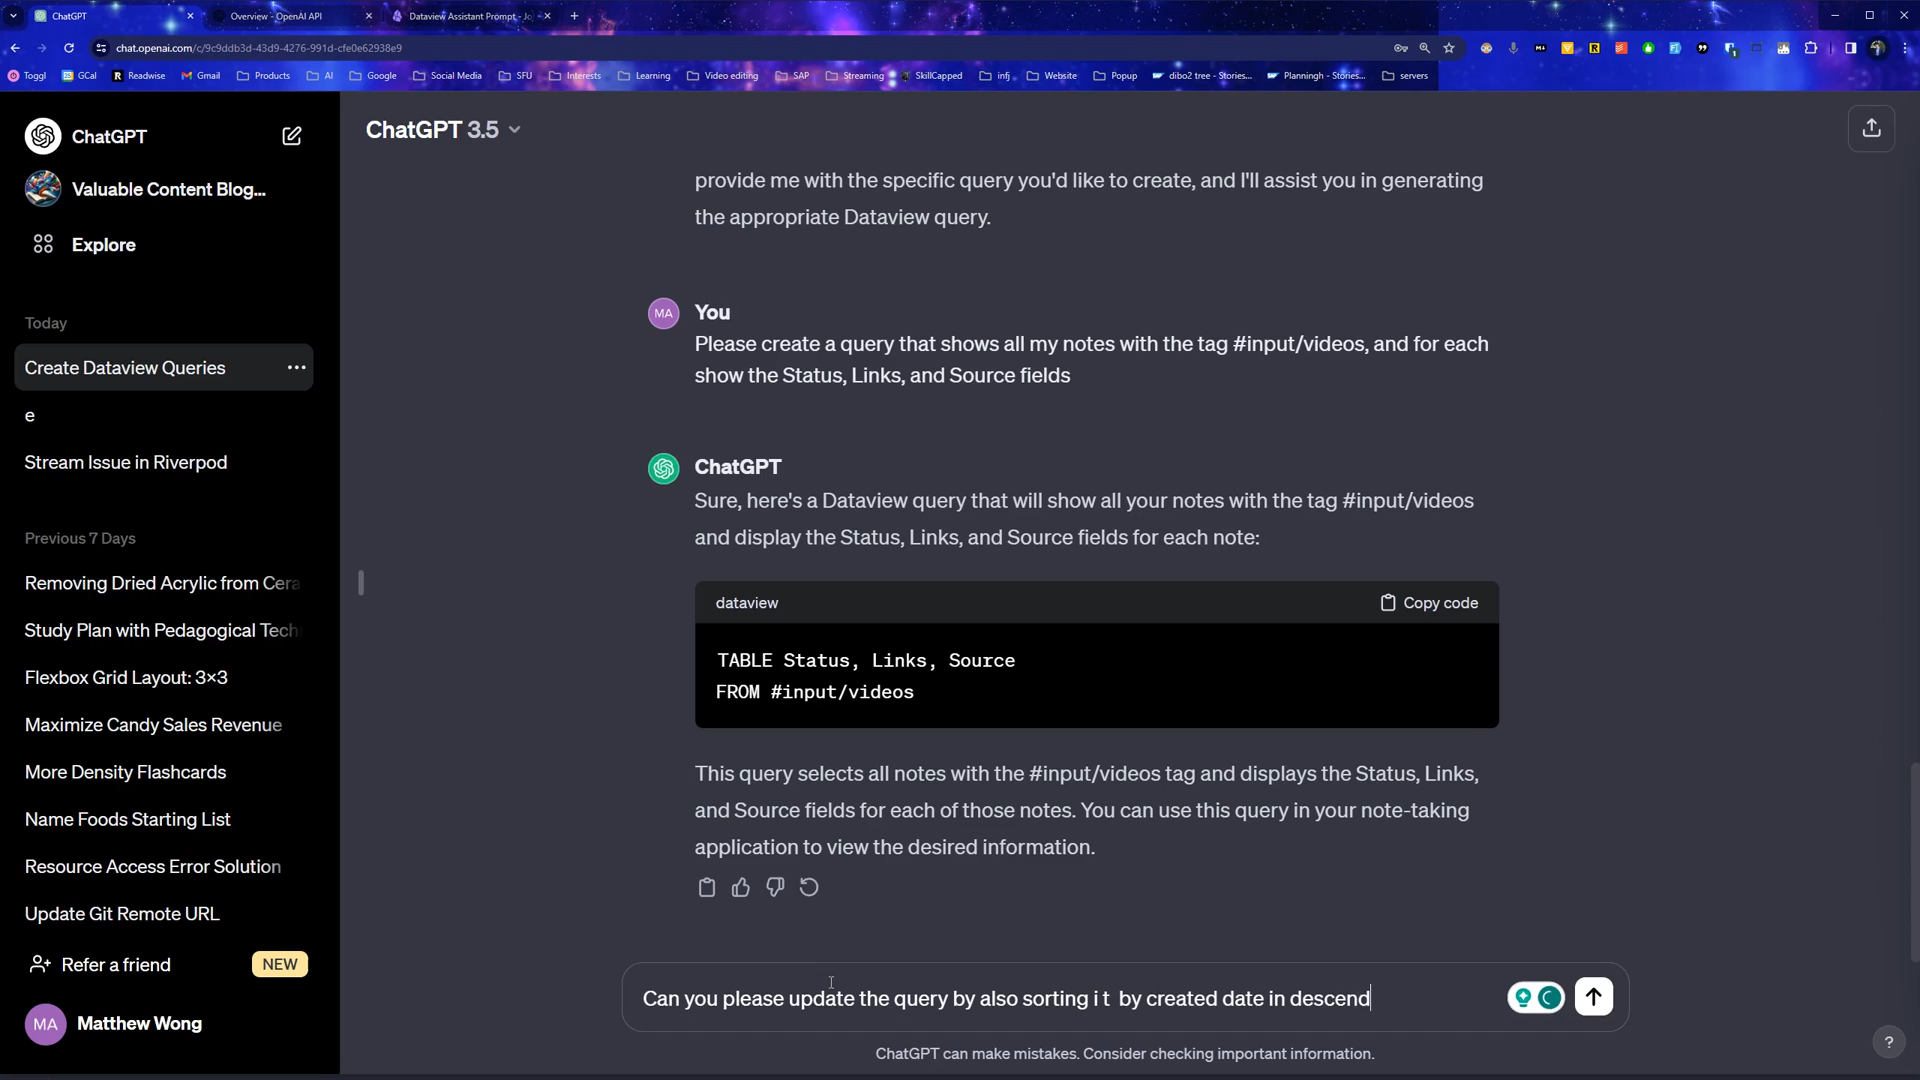 ChatGPT
Overview - OpenAI API
Dataview Assistant Prompt - Jo
chat.openai.com/c/9c9ddb3d-43d9-4276-991d-cfe0e62938e9
Toggl
GCal
Readwise
Gmail
Products
AI
Google
Social Media
SFU
Interests
Learning
Video editing
SAP
Streaming
SkillCapped
infj
Website
Popup
dibo2 tree - Stories...
Planningh - Stories...
servers
ChatGPT
Valuable Content Blog...
Explore
Today
Create Dataview Queries
e
Stream Issue in Riverpod
Previous 7 Days
Removing Dried Acrylic from Cera
Study Plan with Pedagogical Tech
Flexbox Grid Layout: 3×3
Maximize Candy Sales Revenue
More Density Flashcards
Name Foods Starting List
Resource Access Error Solution
Update Git Remote URL
Refer a friend
NEW
MA
Matthew Wong
ChatGPT 3.5
provide me with the specific query you'd like to create, and I'll assist you in generating
the appropriate Dataview query.
MA
You
Please create a query that shows all my notes with the tag #input/videos, and for each
show the Status, Links, and Source fields
ChatGPT
Sure, here's a Dataview query that will show all your notes with the tag #input/videos
and display the Status, Links, and Source fields for each note:
dataview
Copy code
TABLE Status, Links, Source
FROM #input/videos
This query selects all notes with the #input/videos tag and displays the Status, Links,
and Source fields for each of those notes. You can use this query in your note-taking
application to view the desired information.
Can you please update the query by also sorting i t  by created date in descend
ChatGPT can make mistakes. Consider checking important information.
?